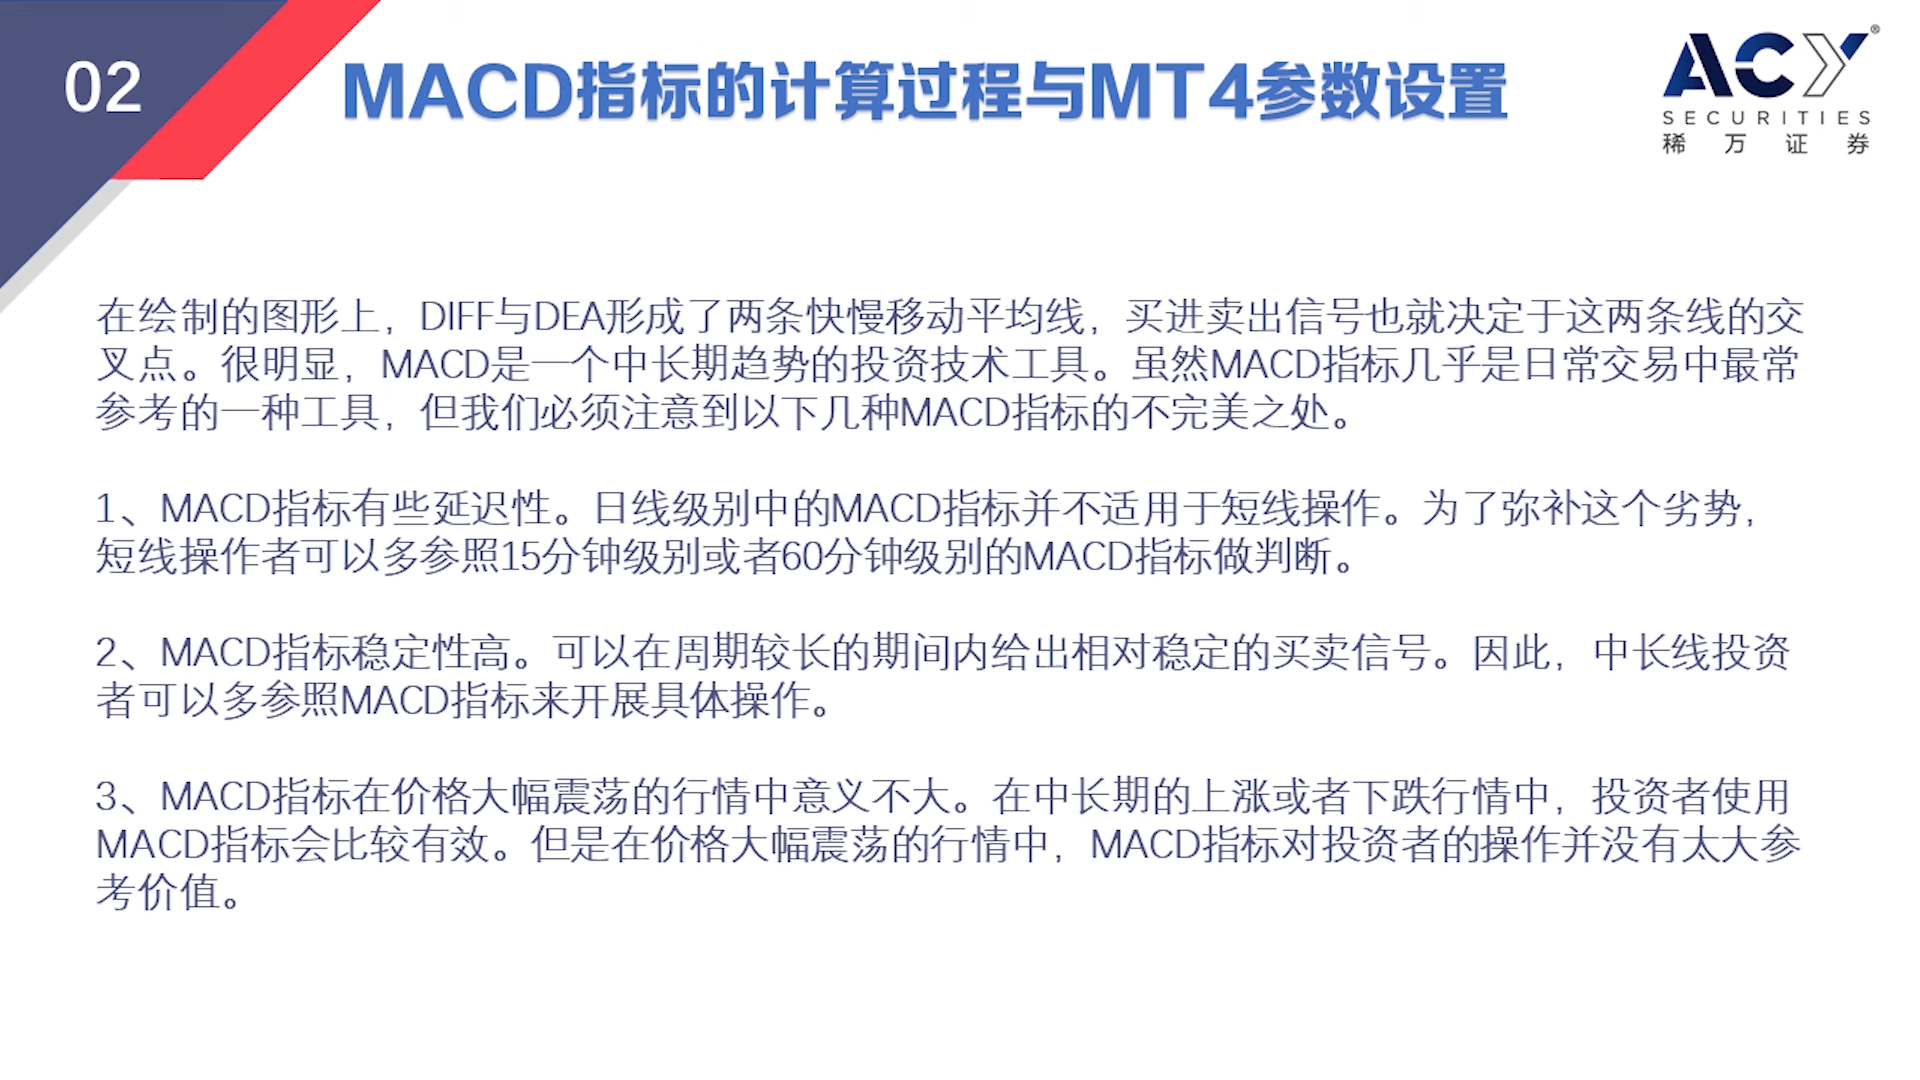 02
MACD指标的计算过程与MT4参数设置
ACY®
SECURITIES
稀万证券
在绘制的图形上，DIFF与DEA形成了两条快慢移动平均线，买进卖出信号也就决定于这两条线的交
叉点。很明显，MACD是一个中长期趋势的投资技术工具。虽然MACD指标几乎是日常交易中最常
参考的一种工具，但我们必须注意到以下几种MACD指标的不完美之处。
1、MACD指标有些延迟性。日线级别中的MACD指标并不适用于短线操作。为了弥补这个劣势，
短线操作者可以多参照15分钟级别或者60分钟级别的MACD指标做判断。
2、MACD指标稳定性高。可以在周期较长的期间内给出相对稳定的买卖信号。因此，中长线投资
者可以多参照MACD指标来开展具体操作。
3、MACD指标在价格大幅震荡的行情中意义不大。在中长期的上涨或者下跌行情中，投资者使用
MACD指标会比较有效。但是在价格大幅震荡的行情中，MACD指标对投资者的操作并没有太大参
考价值。